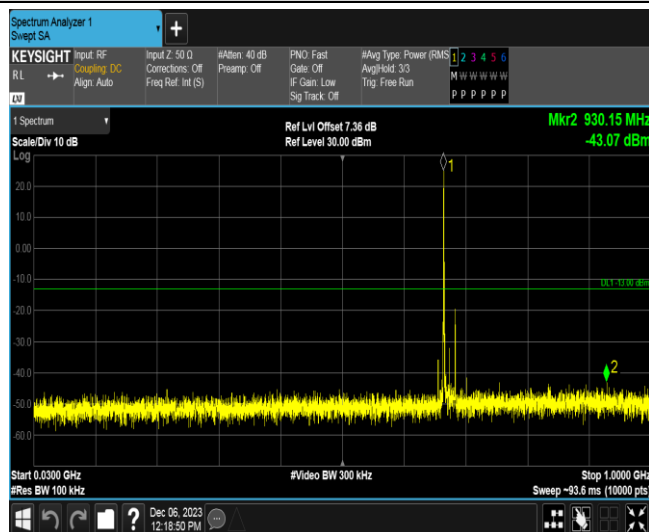 Spectrum Analyzer 1
Swept SA
+
KEYSIGHT Input: RF Input Z: 50 Ω #Atten: 40 dB PNO: Fast #Avg Type: Power (RMS 1 2 3 4 5 6
RL Coupling: DC Corrections: Off Preamp: Off Gate: Off Avg|Hold: 3/3 M W W W W W
Align: Auto Freq Ref: Int (S) IF Gain: Low Trig: Free Run
Sig Track: Off P P P P P P
LXI
1 Spectrum Ref Lvl Offset 7.36 dB Mkr2 930.15 MHz
Scale/Div 10 dB Ref Level 30.00 dBm -43.07 dBm
Log
1
20.0
10.0
0.00
-10.0 DL1 -13.00 dBm
-20.0
-30.0
-40.0 2
-50.0
-60.0
Start 0.0300 GHz #Video BW 300 kHz Stop 1.0000 GHz
#Res BW 100 kHz Sweep ~93.6 ms (10000 pts)
? Dec 06, 2023
12:18:50 PM